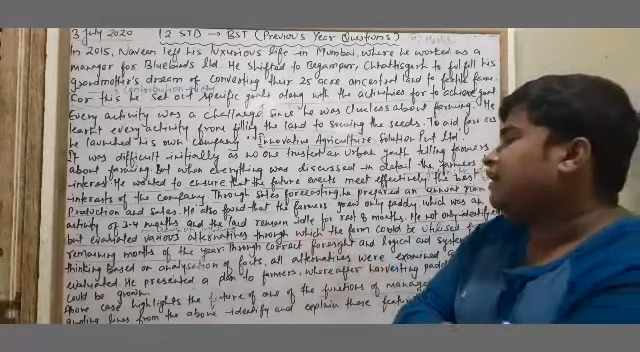 3 July 2020 12 STD → BST (Previous Year Questions)
In 2015, Naveen left his luxurious life in Mumbai, where he worked as a
manager for Bluebirds Ltd. He shifted to Begampur, Chhattisgarh to fulfill his
grandmother's dream of converting their 25 acre ancestral land to fertile farm.
For this he set out specific goals along with the activities for to achieve goal
Every activity was a challange since he was clueless about farming. He
learnt every activity from filling the land to sowing the seeds. To aid farmers
he launched his own company "Innovative Agriculture Solution Pvt Ltd.
It was difficult initially as no one trusted an urban youth telling farmers
about farming. But when everything was discussed in detail the farmers
interes. He wanted to ensure that the future events meet effectively the best
interests of the company. Through sales forecasting, he prepared an annual plan
Production and sales. He also found that the farmers grew only paddy, which was an
activity of 3-4 months and the land remain idle for rest 8 months. He not only identified
but evaluated various alternatives through which the farm could be utilised
remaining months of the year. Through correct foresight and logical and
thinking based on analysisation of facts, all alternatives were examined
evaluated. He presented a plan to farmers, where after harvesting
could be grown.
Above case highlights the future of one of the functions of
quoting lines from the above identify and explain these